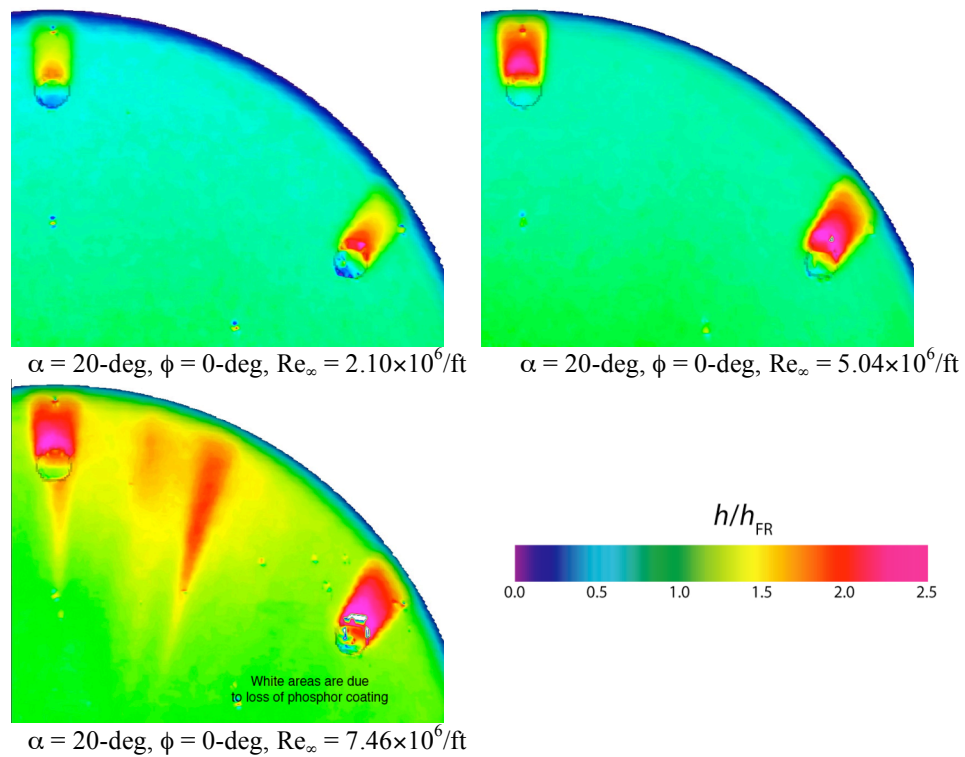 α = 20-deg, ϕ = 0-deg, Re∞ = 2.10×10⁶/ft
α = 20-deg, ϕ = 0-deg, Re∞ = 5.04×10⁶/ft
White areas are due
to loss of phosphor coating
h/hFR
0.0 0.5 1.0 1.5 2.0 2.5
α = 20-deg, ϕ = 0-deg, Re∞ = 7.46×10⁶/ft